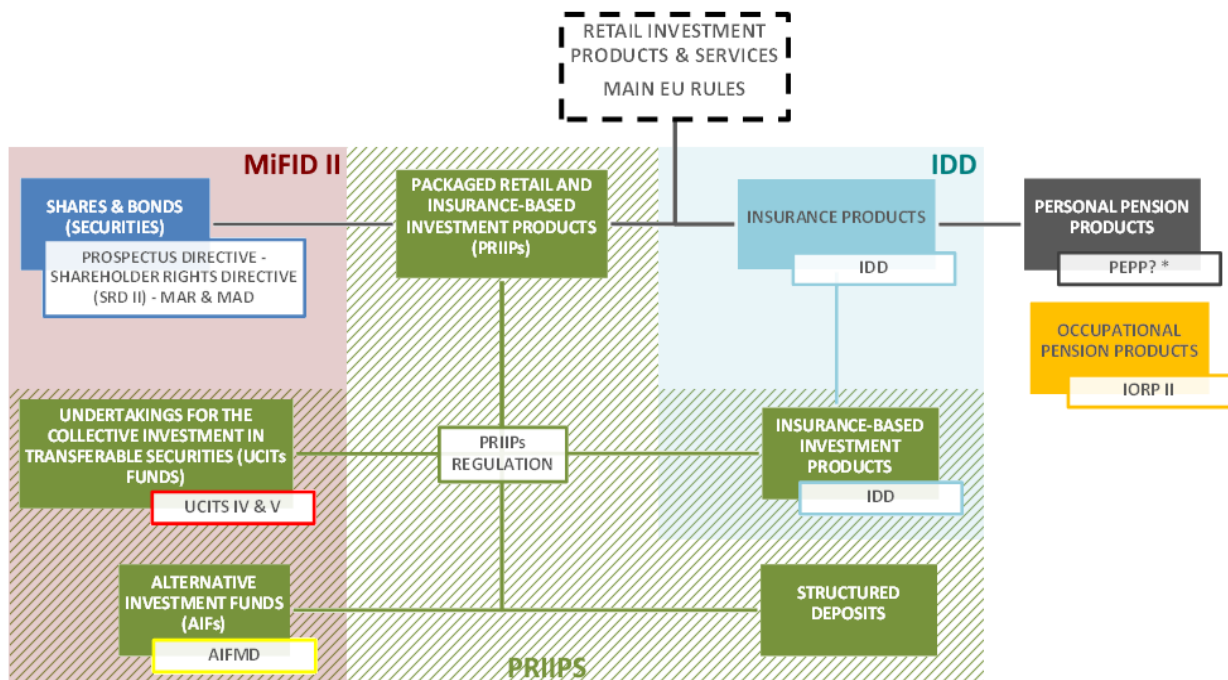 RETAIL INVESTMENT
PRODUCTS & SERVICES
MAIN EU RULES
MiFID II
IDD
SHARES & BONDS
(SECURITIES)
PROSPECTUS DIRECTIVE -
SHAREHOLDER RIGHTS DIRECTIVE
(SRD II) - MAR & MAD
PACKAGED RETAIL AND
INSURANCE-BASED
INVESTMENT PRODUCTS
(PRIIPs)
INSURANCE PRODUCTS
IDD
PERSONAL PENSION
PRODUCTS
PEPP? *
OCCUPATIONAL
PENSION PRODUCTS
IORP II
UNDERTAKINGS FOR THE
COLLECTIVE INVESTMENT IN
TRANSFERABLE SECURITIES (UCITs
FUNDS)
UCITS IV & V
PRIIPs
REGULATION
INSURANCE-BASED
INVESTMENT
PRODUCTS
IDD
ALTERNATIVE
INVESTMENT FUNDS
(AIFs)
AIFMD
STRUCTURED
DEPOSITS
PRIIPS